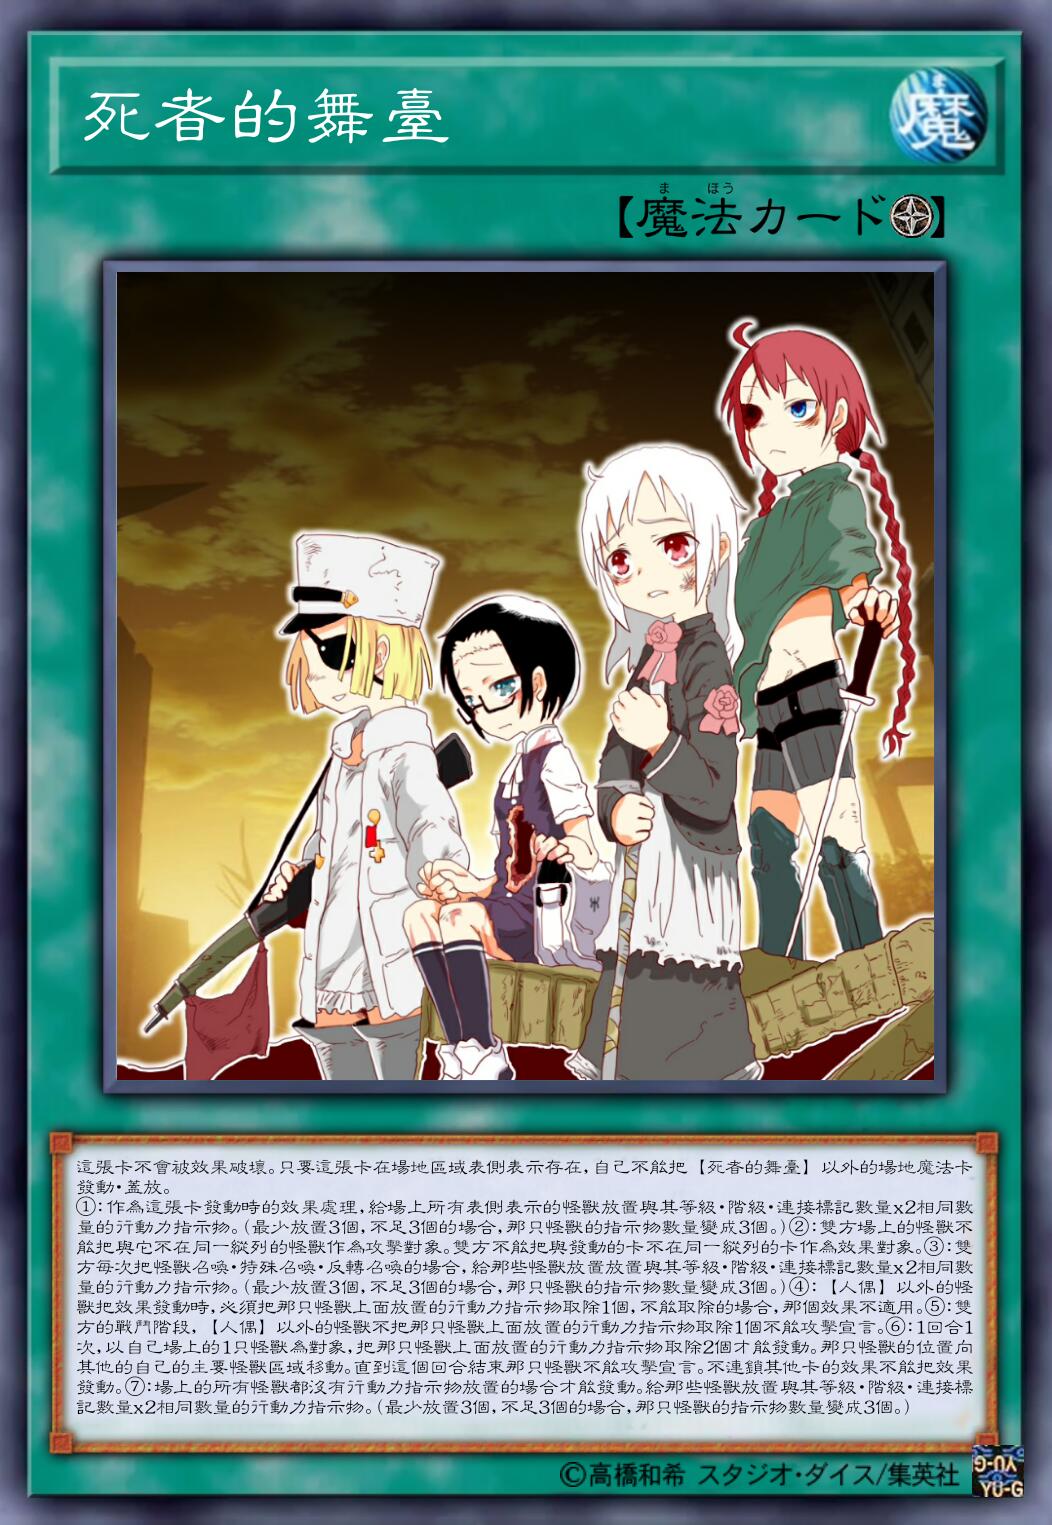 死者的舞臺
魔
ま ほう
【魔法カード】
這張卡不會被效果破壞。只要這張卡在場地區域表側表示存在,自己不能把【死者的舞臺】以外的場地魔法卡
發動・蓋放。
①:作為這張卡發動時的效果處理,給場上所有表側表示的怪獸放置與其等級・階級・連接標記數量x2相同數
量的行動力指示物。(最少放置3個,不足3個的場合,那只怪獸的指示物數量變成3個。)②:雙方場上的怪獸不
能把與它不在同一縱列的怪獸作為攻擊對象。雙方不能把與發動的卡不在同一縱列的卡作為效果對象。③:雙
方每次把怪獸召喚・特殊召喚・反轉召喚的場合,給那些怪獸放置放置與其等級・階級・連接標記數量x2相同數
量的行動力指示物。(最少放置3個,不足3個的場合,那只怪獸的指示物數量變成3個。)④:【人偶】以外的怪
獸把效果發動時,必須把那只怪獸上面放置的行動力指示物取除1個,不能取除的場合,那個效果不適用。⑤:雙
方的戰鬥階段,【人偶】以外的怪獸不把那只怪獸上面放置的行動力指示物取除1個不能攻擊宣言。⑥:1回合1
次,以自己場上的1只怪獸為對象,把那只怪獸上面放置的行動力指示物取除2個才能發動。那只怪獸的位置向
其他的自己的主要怪獸區域移動。直到這個回合結束那只怪獸不能攻擊宣言。不連鎖其他卡的效果不能把效果
發動。⑦:場上的所有怪獸都沒有行動力指示物放置的場合才能發動。給那些怪獸放置與其等級・階級・連接標
記數量x2相同數量的行動力指示物。(最少放置3個,不足3個的場合,那只怪獸的指示物數量變成3個。)
©高橋和希 スタジオ・ダイス/集英社
YU-G
YU-G